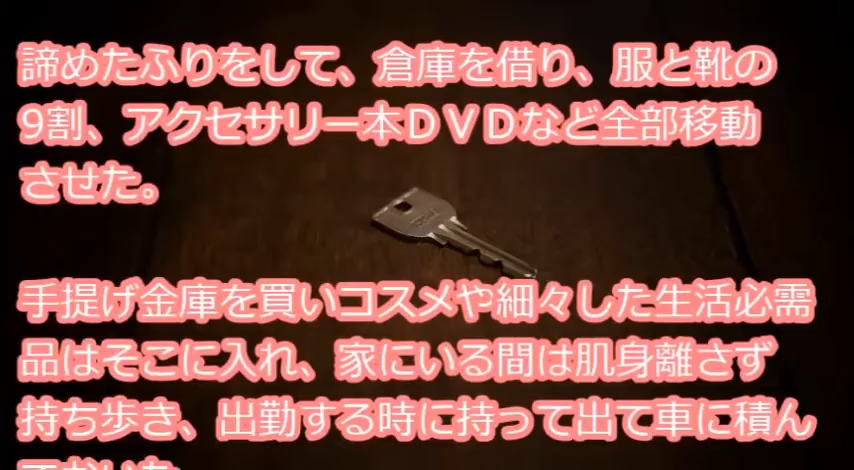 諦めたふりをして、倉庫を借り、服と靴の
9割、アクセサリー本ＤＶＤなど全部移動
させた。
手提げ金庫を買いコスメや細々した生活必需
品はそこに入れ、家にいる間は肌身離さず
持ち歩き、出勤する時に持って出て車に積ん